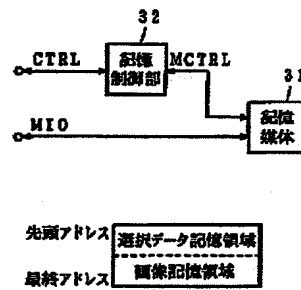 32
CTRL
記憶
制御部
MCTRL
31
MIO
記憶
媒体
先頭アドレス
選択データ記憶領域
最終アドレス
画像記憶領域